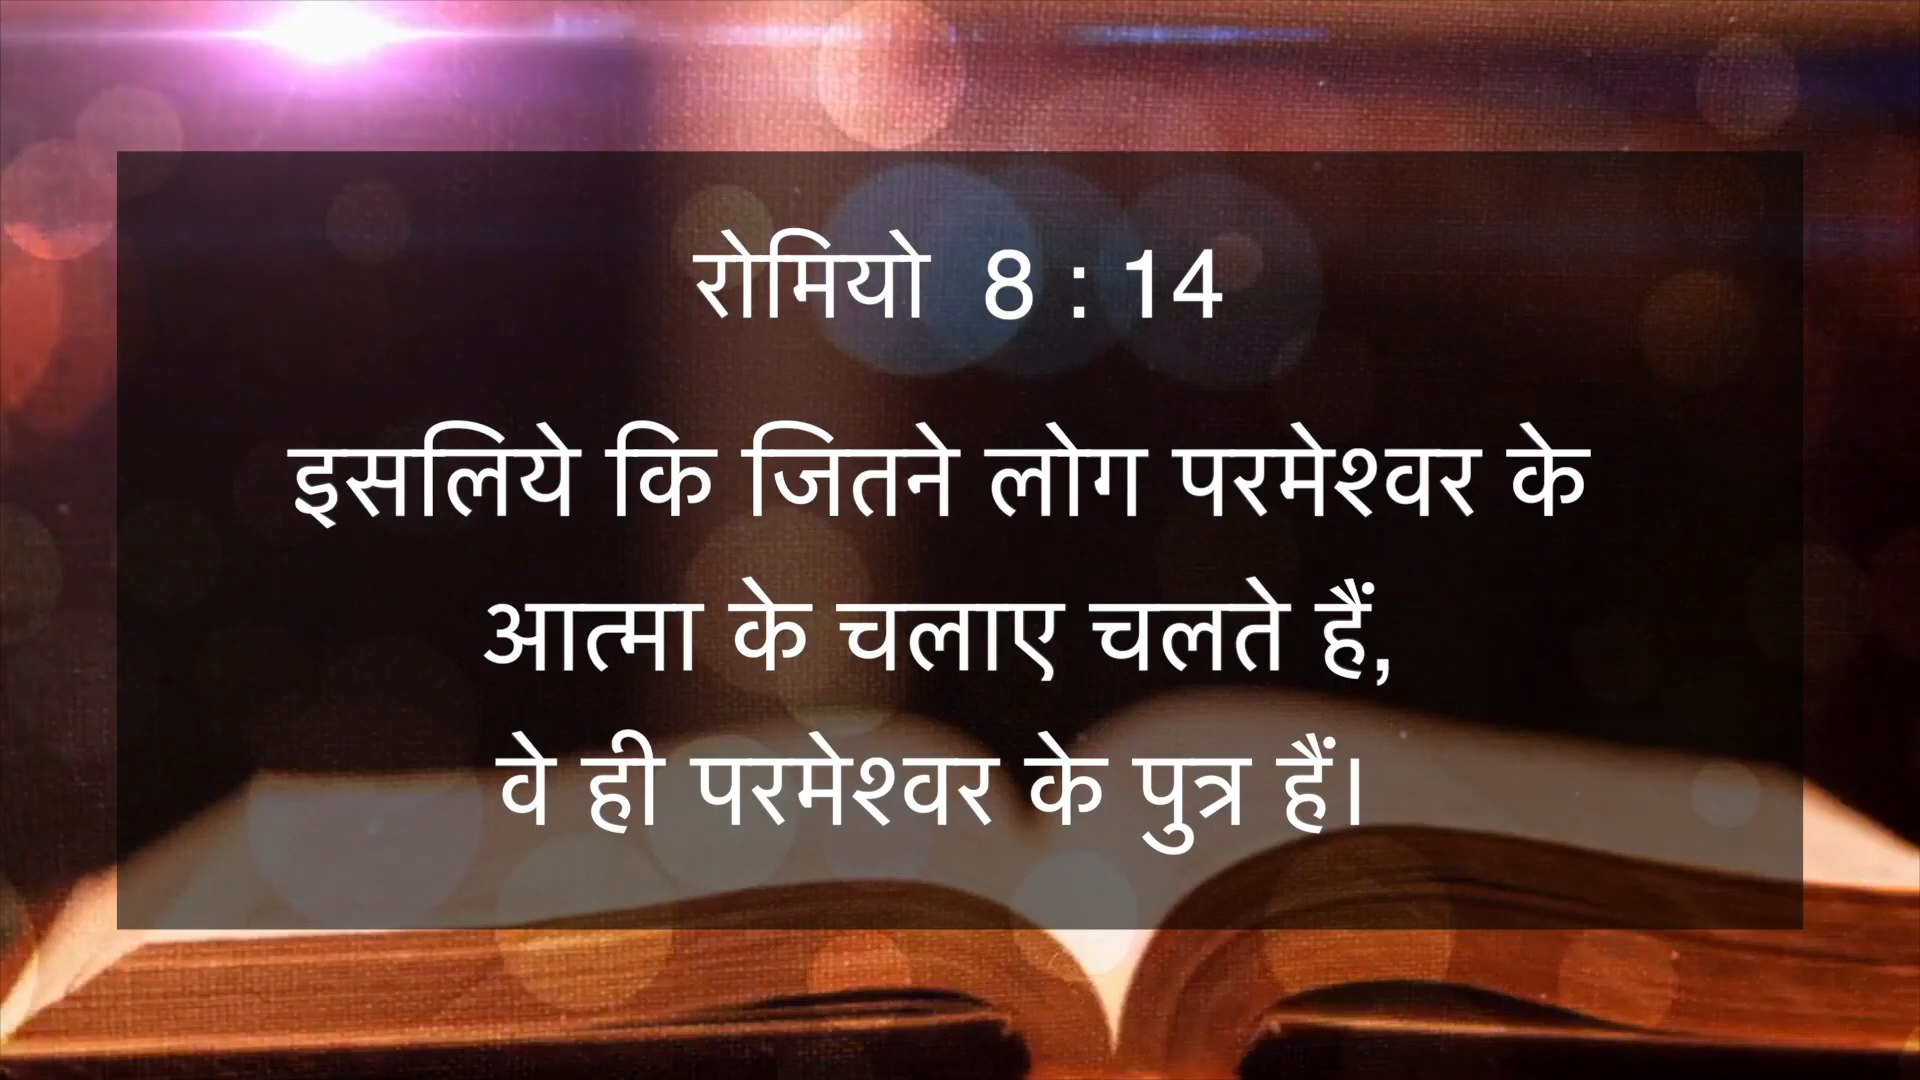 रोमियो 8 : 14
इसलिये कि जितने लोग परमेश्वर के
आत्मा के चलाए चलते हैं,
वे ही परमेश्वर के पुत्र हैं।